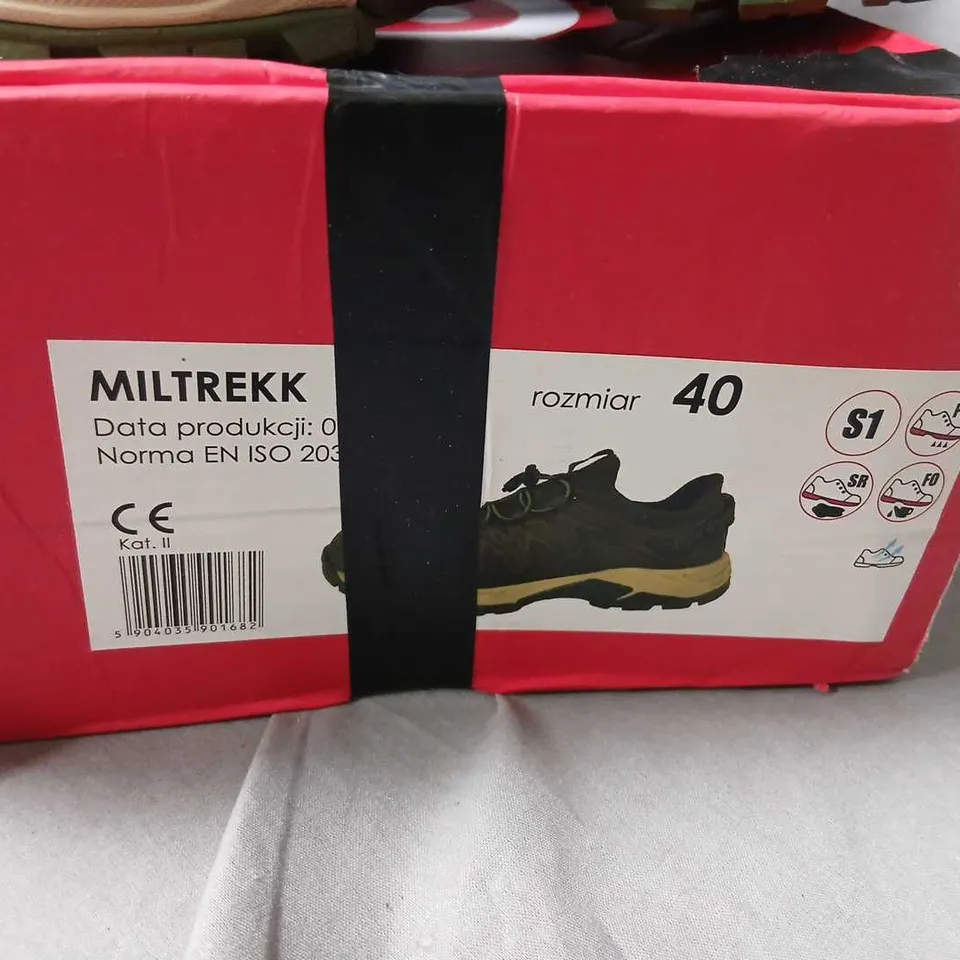 MILTREKK
Data produkcji: 0
Norma EN ISO 203
CE
Kat. II
5 904035 901682
rozmiar 40
S1
SR
FO